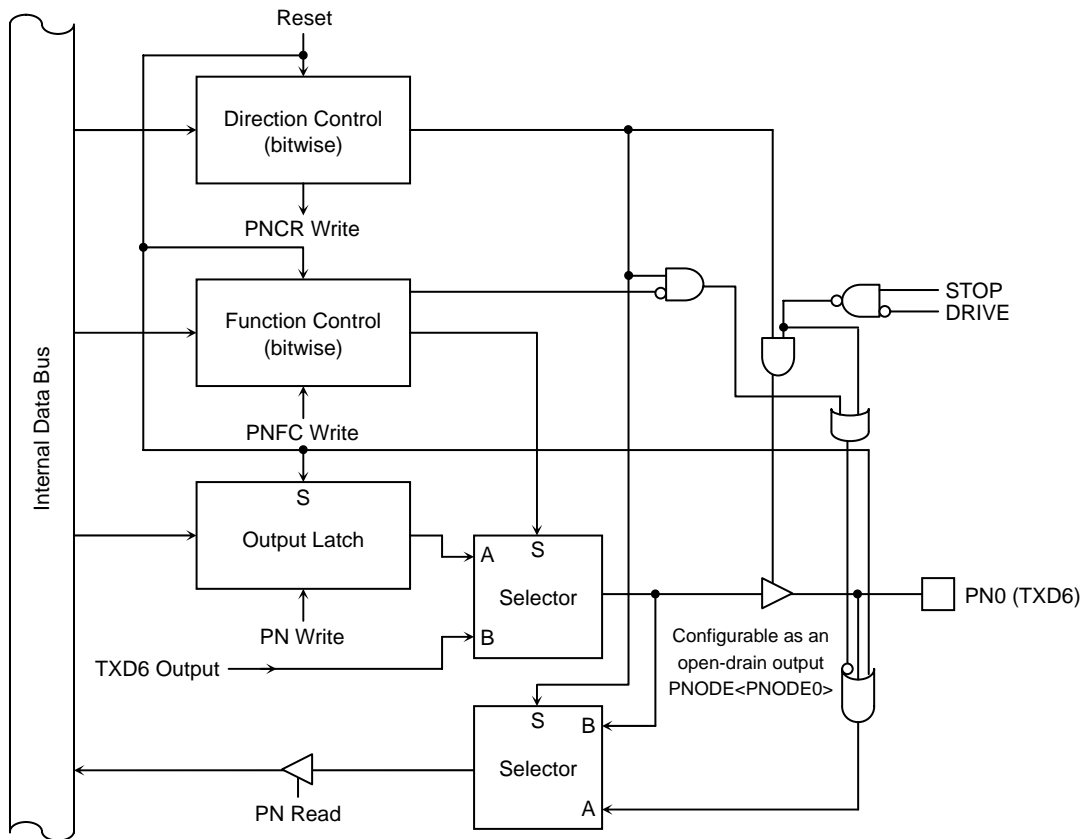 Reset
Direction Control
(bitwise)
PNCR Write
STOP
DRIVE
Function Control
(bitwise)
PNFC Write
Internal Data Bus
S
Output Latch
PN Write
A
S
Selector
B
TXD6 Output
PN0 (TXD6)
Configurable as an
open-drain output
PNODE<PNODE0>
S
B
Selector
A
PN Read